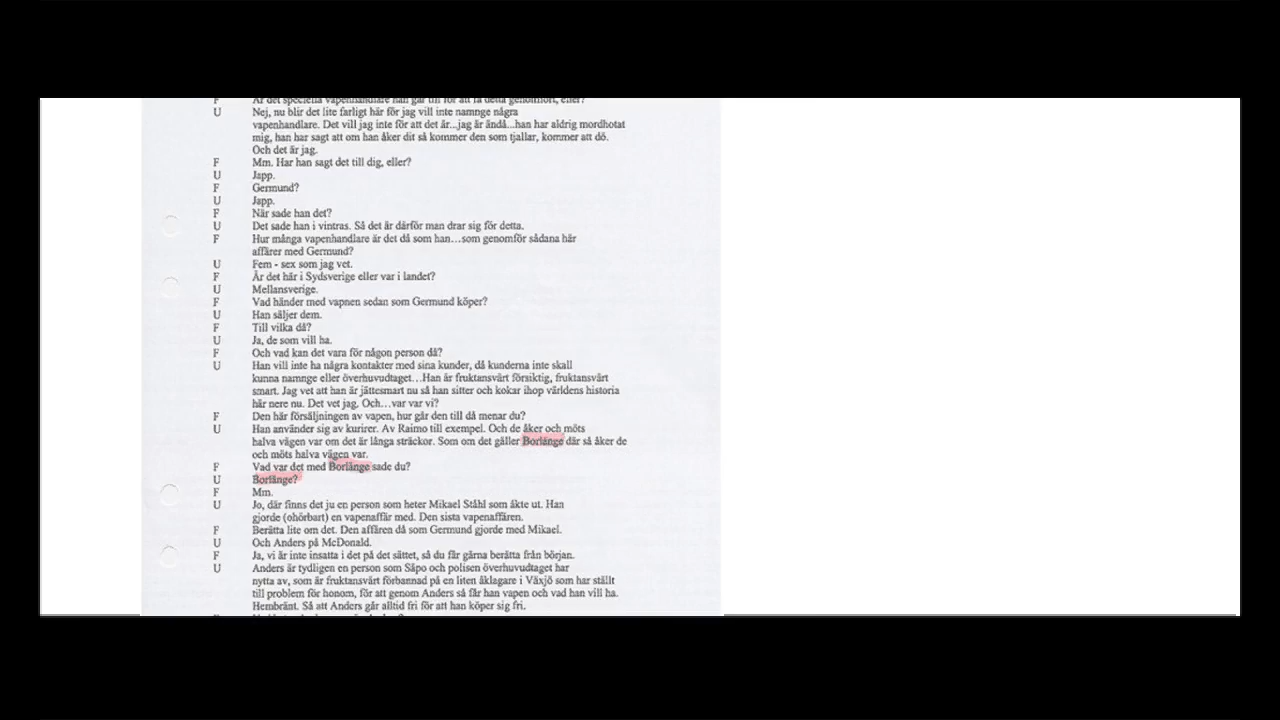 F Är det speciella vapenhandlare han går till för att få detta genomfört, eller?
U Nej, nu blir det lite farligt här för jag vill inte namnge några
vapenhandlare. Det vill jag inte för att det är...jag är ändå...han har aldrig mordhotat
mig, han har sagt att om han åker dit så kommer den som tjallar, kommer att dö.
Och det är jag.
F Mm. Har han sagt det till dig, eller?
U Japp.
F Germund?
U Japp.
F När sade han det?
U Det sade han i vintras. Så det är därför man drar sig för detta.
F Hur många vapenhandlare är det då som han...som genomför sådana här
affärer med Germund?
U Fem - sex som jag vet.
F Är det här i Sydsverige eller var i landet?
U Mellansverige.
F Vad händer med vapnen sedan som Germund köper?
U Han säljer dem.
F Till vilka då?
U Ja, de som vill ha.
F Och vad kan det vara för någon person då?
U Han vill inte ha några kontakter med sina kunder, då kunderna inte skall
kunna namnge eller överhuvudtaget...Han är fruktansvärt försiktig, fruktansvärt
smart. Jag vet att han är jättesmart nu så han sitter och kokar ihop världens historia
här nere nu. Det vet jag. Och...var var vi?
F Den här försäljningen av vapen, hur går den till då menar du?
U Han använder sig av kurirer. Av Raimo till exempel. Och de åker och möts
halva vägen var om det är långa sträckor. Som om det gäller Borlänge där så åker de
och möts halva vägen var.
F Vad var det med Borlänge sade du?
U Borlänge?
F Mm.
U Jo, där finns det ju en person som heter Mikael Ståhl som åkte ut. Han
gjorde (ohörbart) en vapenaffär med. Den sista vapenaffären.
F Berätta lite om det. Den affären då som Germund gjorde med Mikael.
U Och Anders på McDonald.
F Ja, vi är inte insatta i det på det sättet, så du får gärna berätta från början.
U Anders är tydligen en person som Säpo och polisen överhuvudtaget har
nytta av, som är fruktansvärt förbannad på en liten åklagare i Växjö som har ställt
till problem för honom, för att genom Anders så får han vapen och vad han vill ha.
Hembränt. Så att Anders går alltid fri för att han köper sig fri.